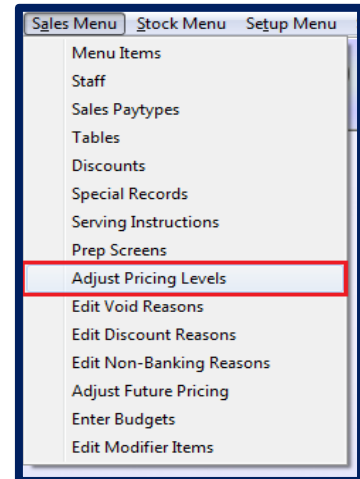 Sales Menu Stock Menu Setup Menu
Menu Items
Staff
Sales Paytypes
Tables
Discounts
Special Records
Serving Instructions
Prep Screens
Adjust Pricing Levels
Edit Void Reasons
Edit Discount Reasons
Edit Non-Banking Reasons
Adjust Future Pricing
Enter Budgets
Edit Modifier Items